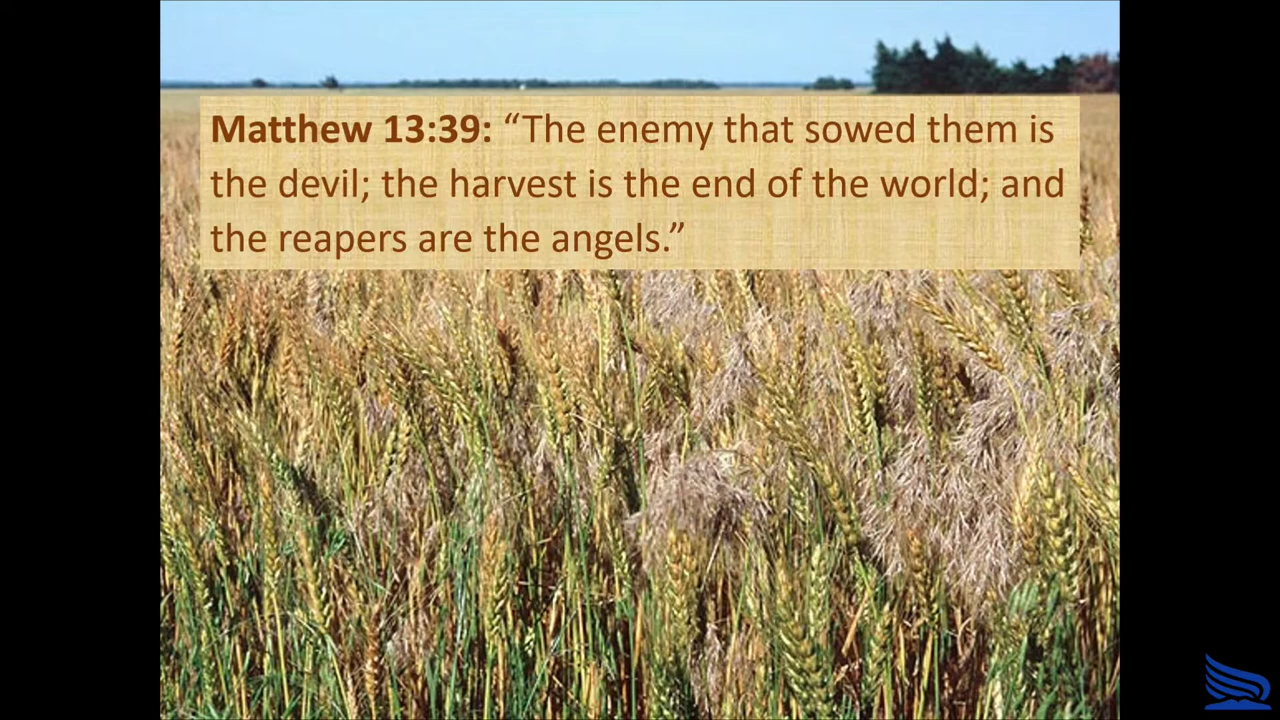 Matthew 13:39: “The enemy that sowed them is
the devil; the harvest is the end of the world; and
the reapers are the angels.”